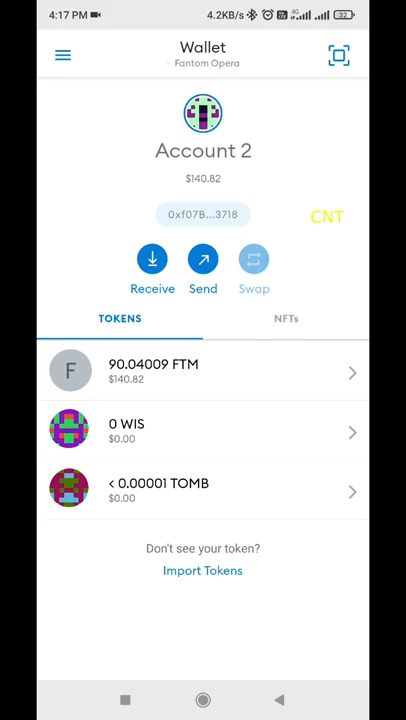 4:17 PM
4.2KB/s
4G
32
Wallet
Fantom Opera
Account 2
$140.82
0xf07B...3718
CNT
Receive
Send
Swap
TOKENS
NFTs
F
90.04009 FTM
$140.82
0 WIS
$0.00
< 0.00001 TOMB
$0.00
Don't see your token?
Import Tokens